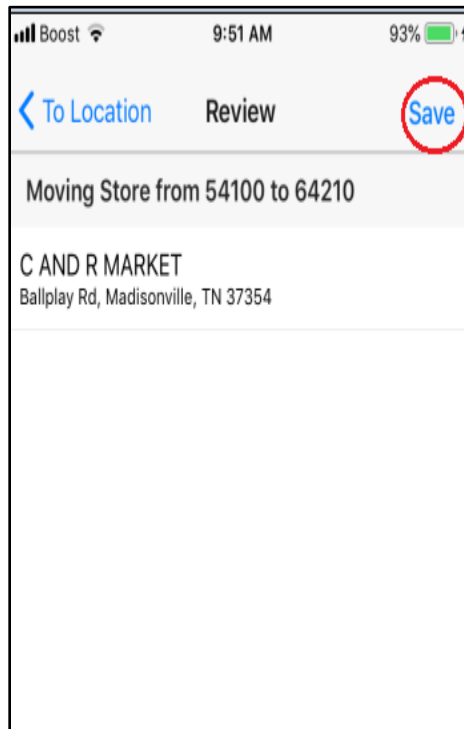 Boost 9:51 AM 93%
To Location Review Save
Moving Store from 54100 to 64210
C AND R MARKET
Ballplay Rd, Madisonville, TN 37354